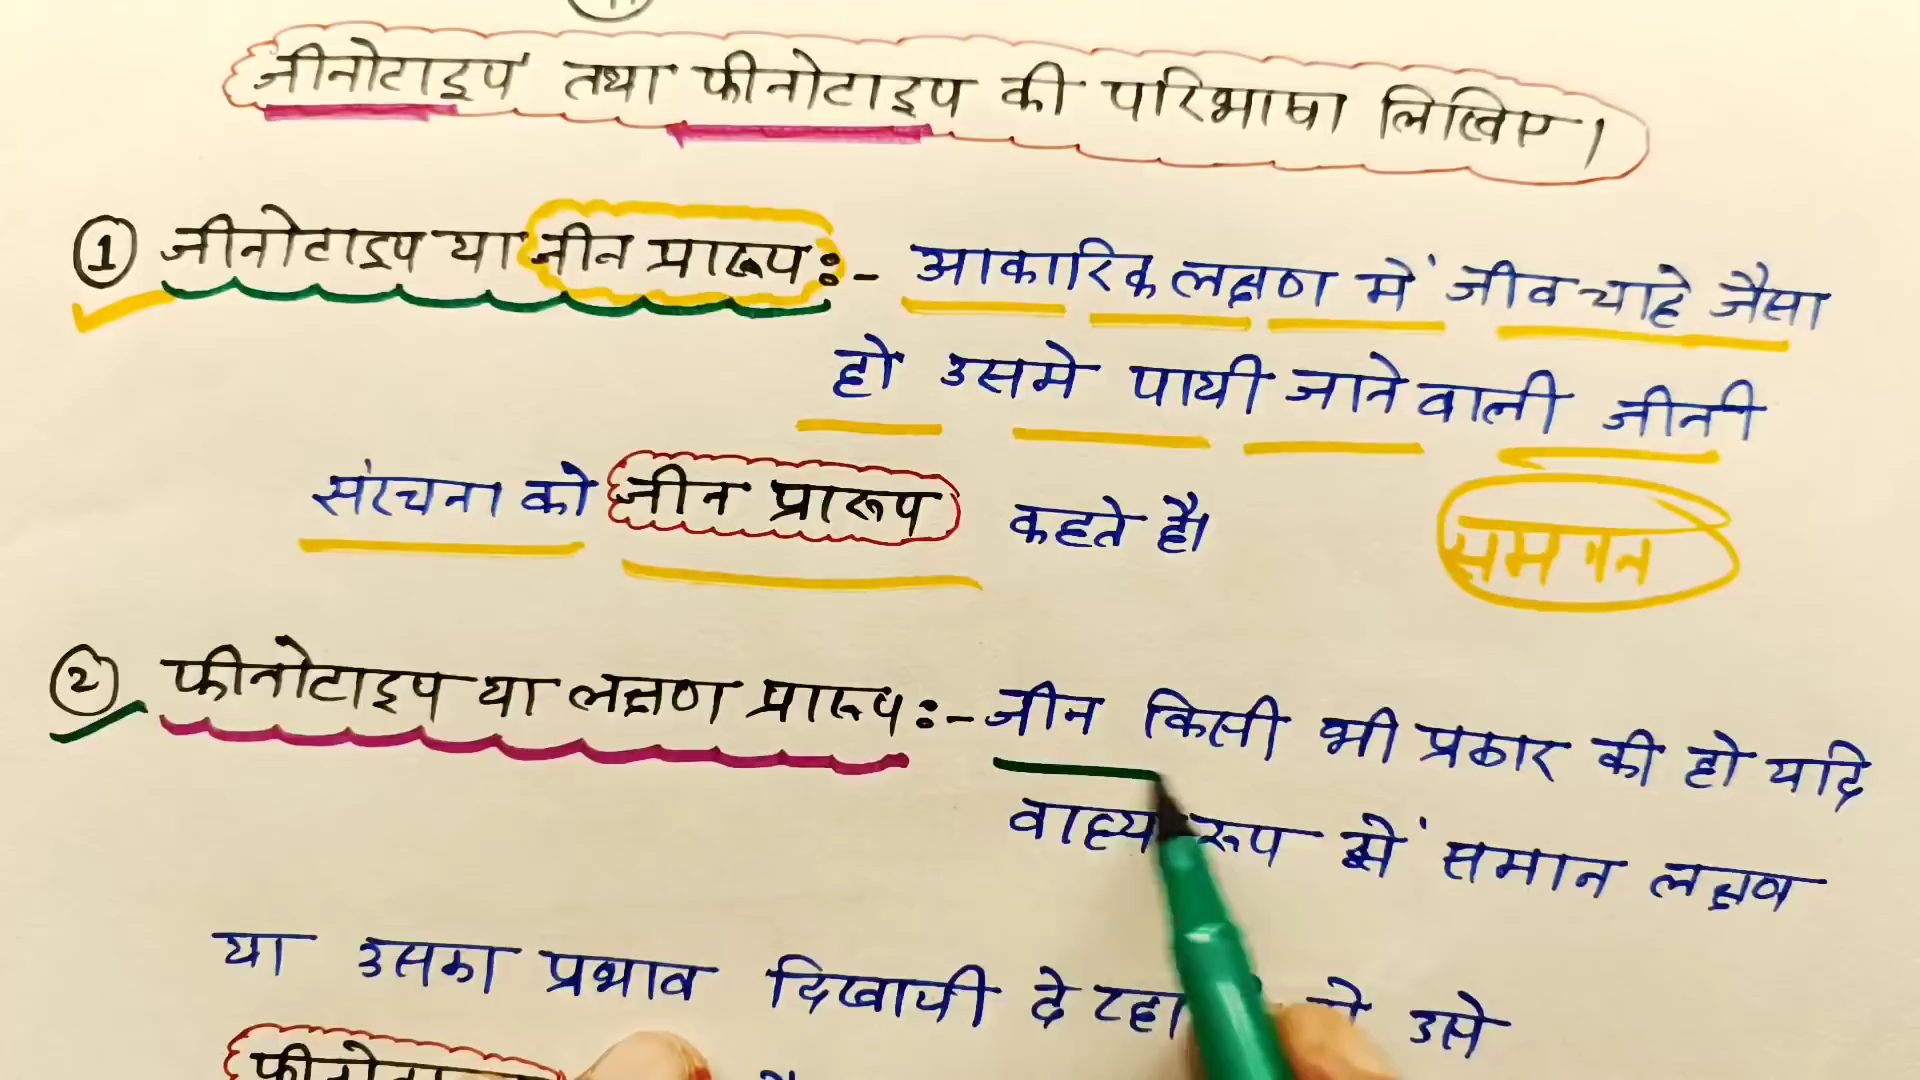 जीनोटाइप तथा फीनोटाइप की परिभाषा लिखिए।
① जीनोटाइप या जीन प्रारूप :- आकारिक लक्षण में जीव चाहे जैसा
हो उसमे पायी जाने वाली जीनी
संरचना को जीन प्रारूप कहते है।
समान
② फीनोटाइप या लक्षण प्रारूप :- जीन किसी भी प्रकार की हो यदि
वाह्य रूप में समान लक्षण
या उसका प्रभाव दिखायी दे रहा उसे